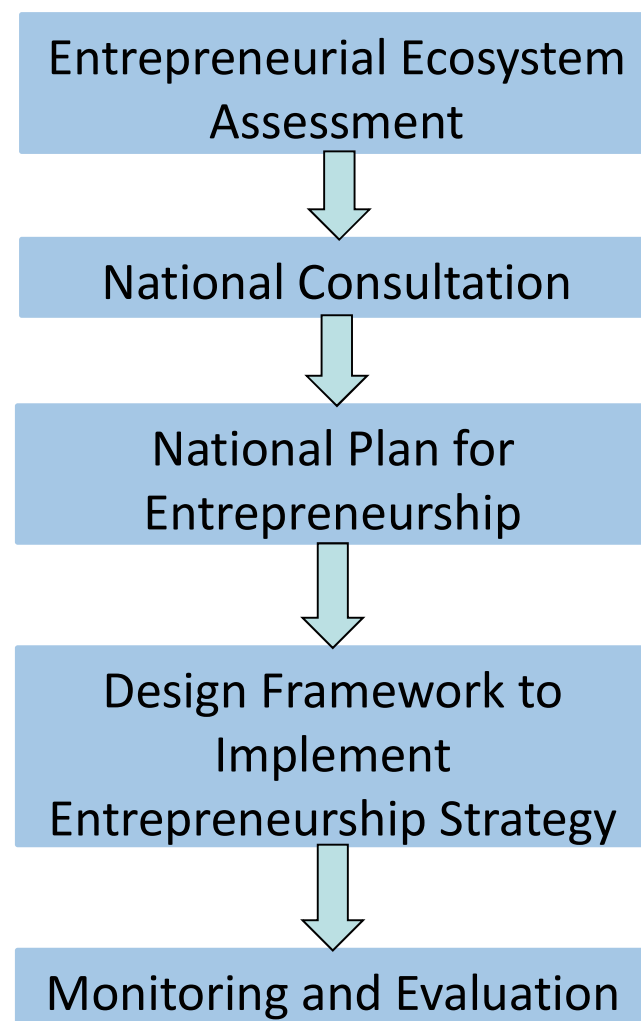 Entrepreneurial Ecosystem
Assessment
National Consultation
National Plan for
Entrepreneurship
Design Framework to
Implement
Entrepreneurship Strategy
Monitoring and Evaluation